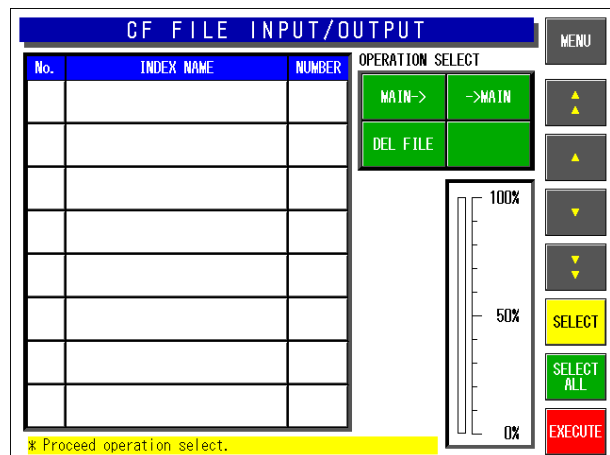 CF FILE INPUT/OUTPUT
MENU
No. INDEX NAME NUMBER
OPERATION SELECT
MAIN-> ->MAIN
DEL FILE
100%
50%
0%
SELECT
SELECT
ALL
EXECUTE
* Proceed operation select.